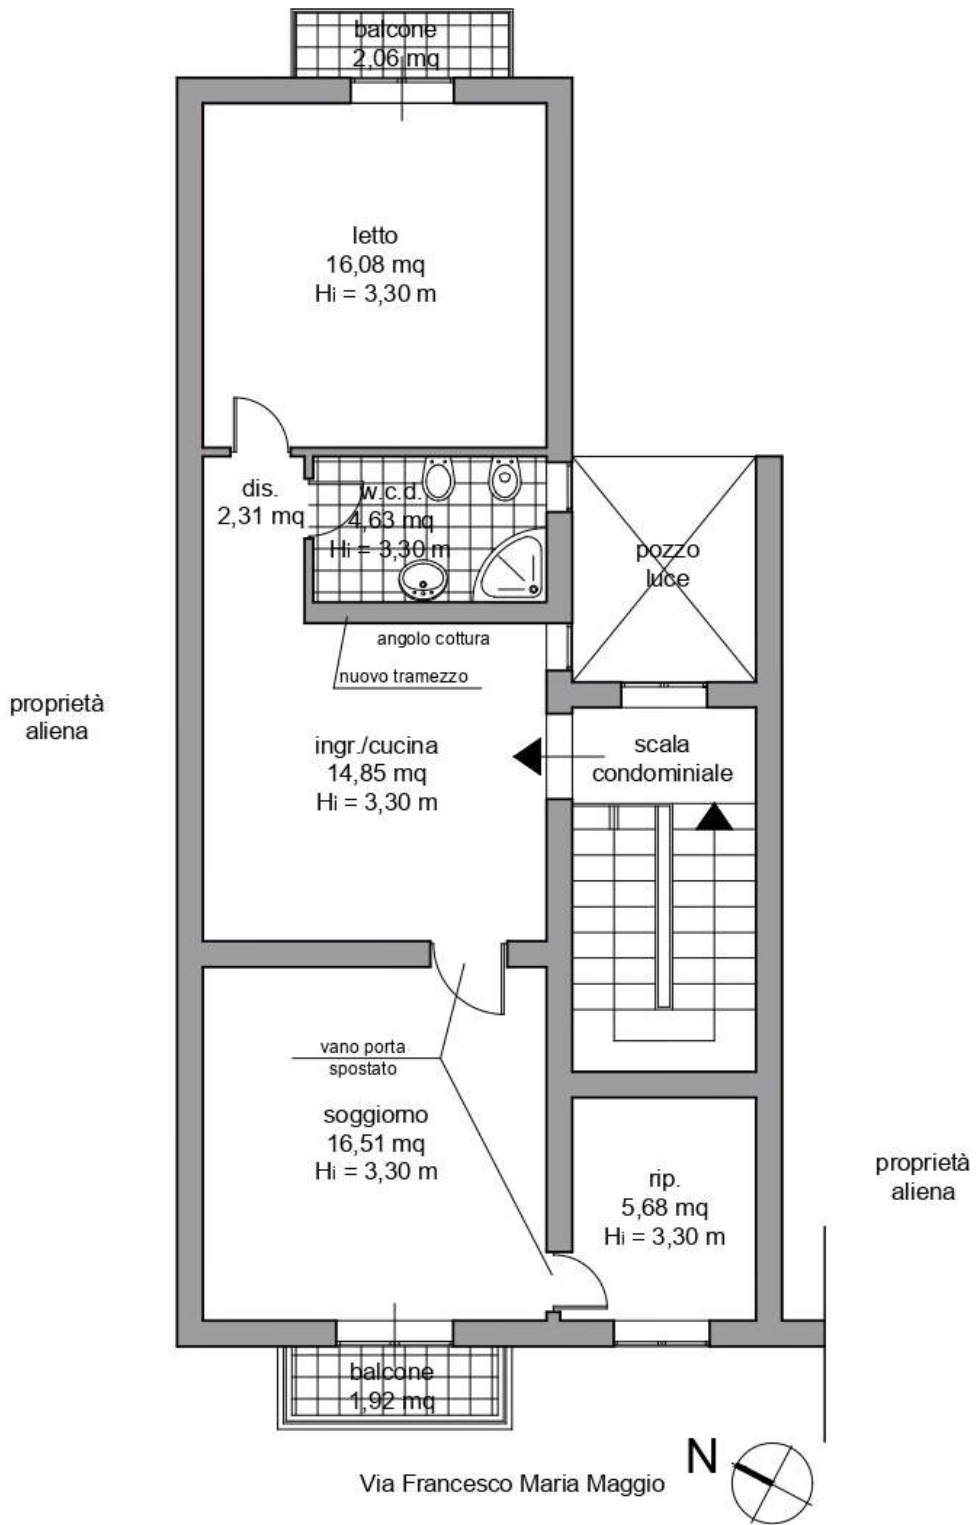 balcone
2,06 mq
letto
16,08 mq
Hi = 3,30 m
dis.
2,31 mq
w.c.d.
4,63 mq
Hi = 3,30 m
pozzo
luce
angolo cottura
nuovo tramezzo
proprietà
aliena
ingr./cucina
14,85 mq
Hi = 3,30 m
scala
condominiale
vano porta
spostato
soggiorno
16,51 mq
Hi = 3,30 m
rip.
5,68 mq
Hi = 3,30 m
proprietà
aliena
balcone
1,92 mq
Via Francesco Maria Maggio
N